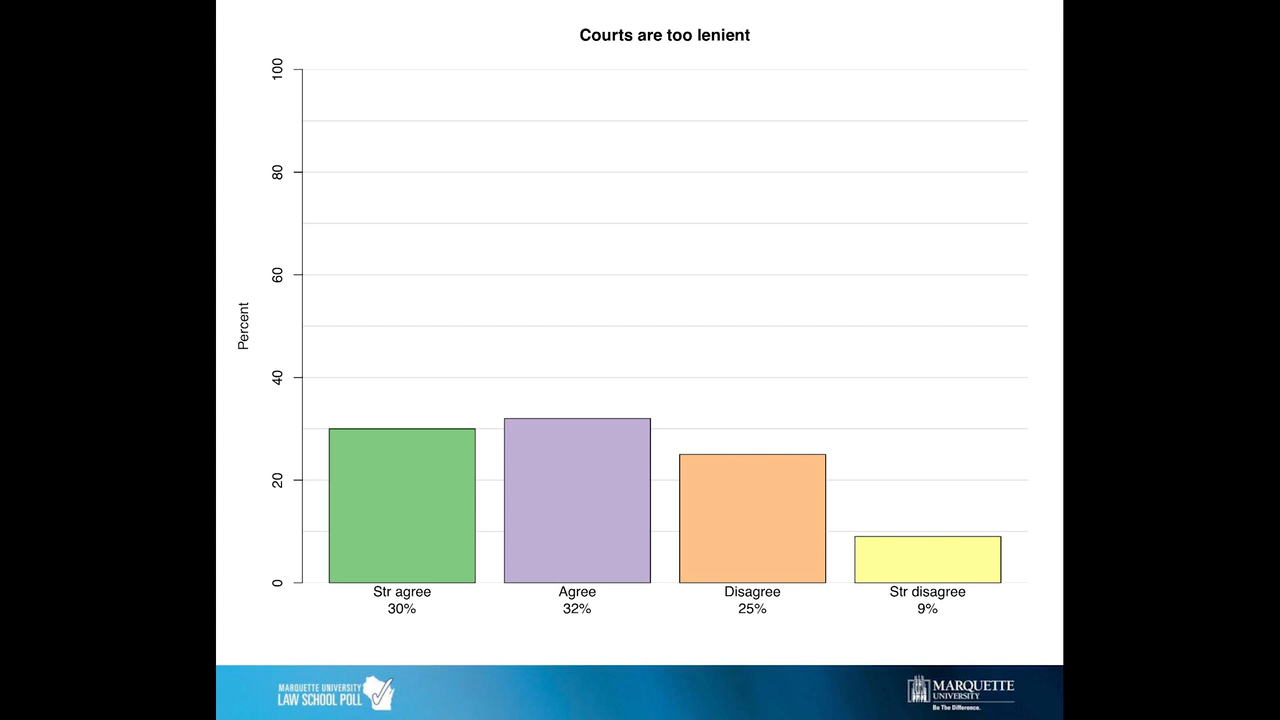 Courts are too lenient
100
80
60
40
20
0
Percent
Str agree
30%
Agree
32%
Disagree
25%
Str disagree
9%
MARQUETTE UNIVERSITY
LAW SCHOOL POLL
MARQUETTE
UNIVERSITY
Be The Difference.